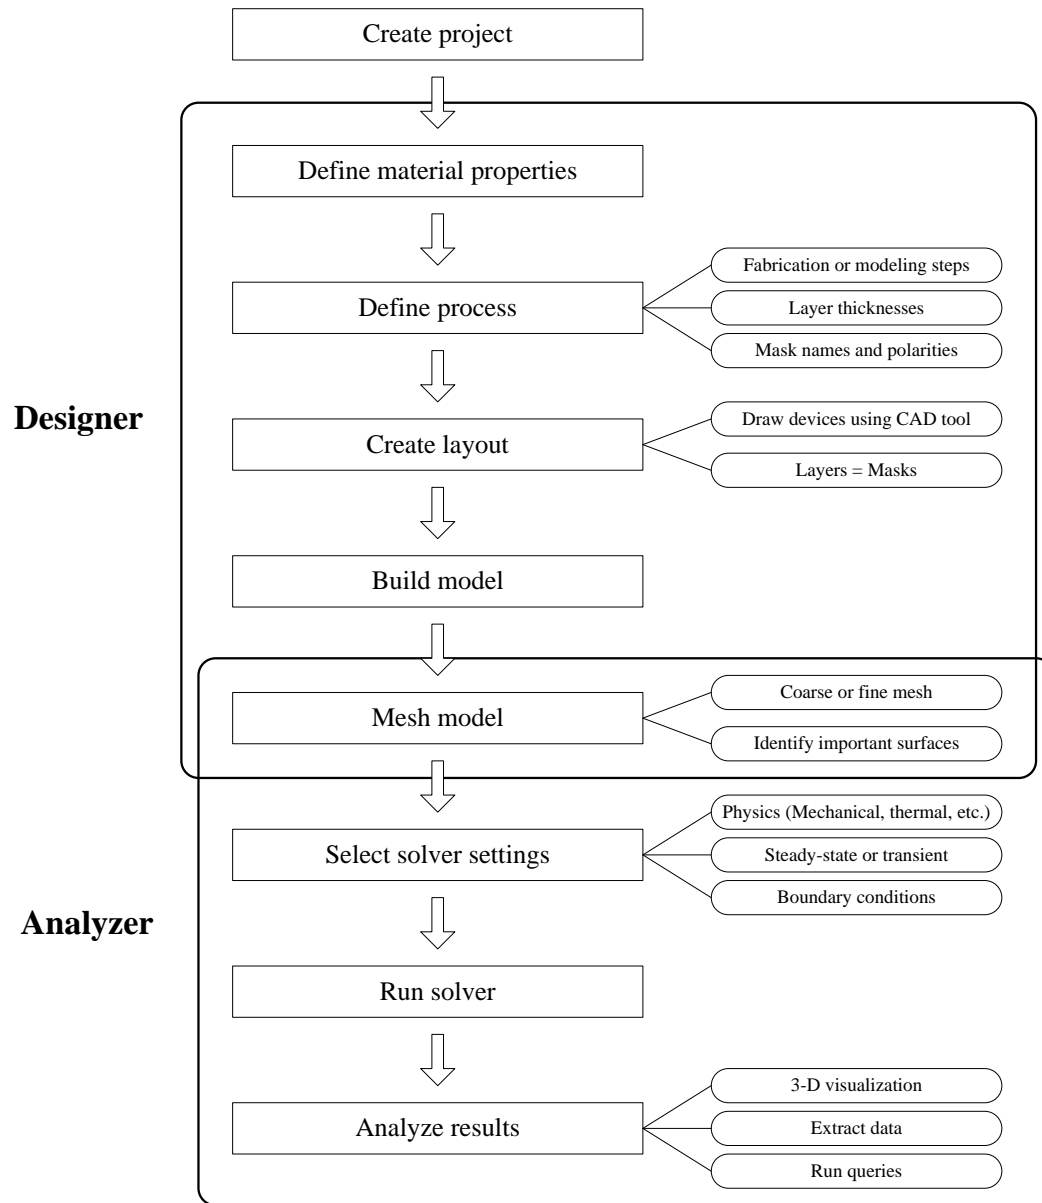 Create project
Define material properties
Define process
Fabrication or modeling steps
Layer thicknesses
Mask names and polarities
Designer
Create layout
Draw devices using CAD tool
Layers = Masks
Build model
Mesh model
Coarse or fine mesh
Identify important surfaces
Select solver settings
Physics (Mechanical, thermal, etc.)
Steady-state or transient
Boundary conditions
Analyzer
Run solver
Analyze results
3-D visualization
Extract data
Run queries